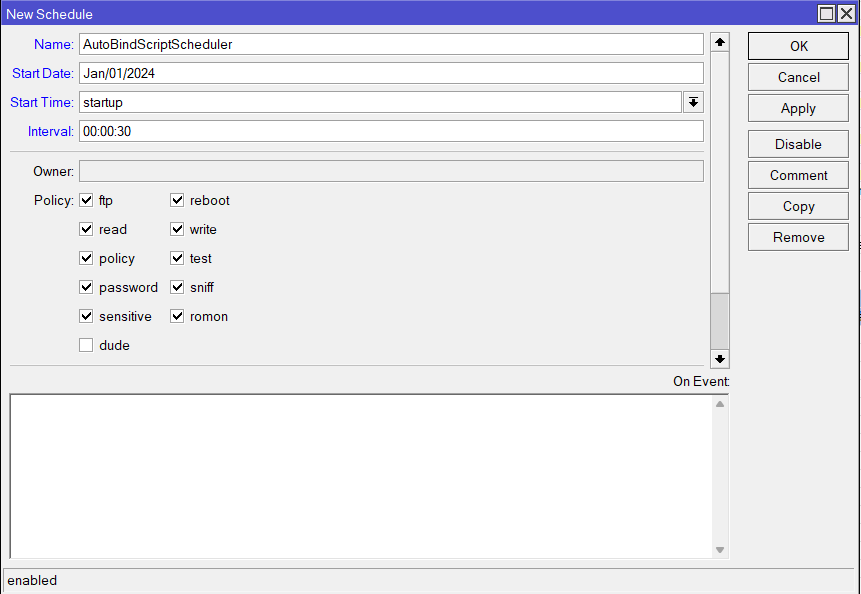 New Schedule
Name: AutoBindScriptScheduler
Start Date: Jan/01/2024
Start Time: startup
Interval: 00:00:30
Owner:
Policy: ftp reboot
read write
policy test
password sniff
sensitive romon
dude
On Event:
OK
Cancel
Apply
Disable
Comment
Copy
Remove
enabled